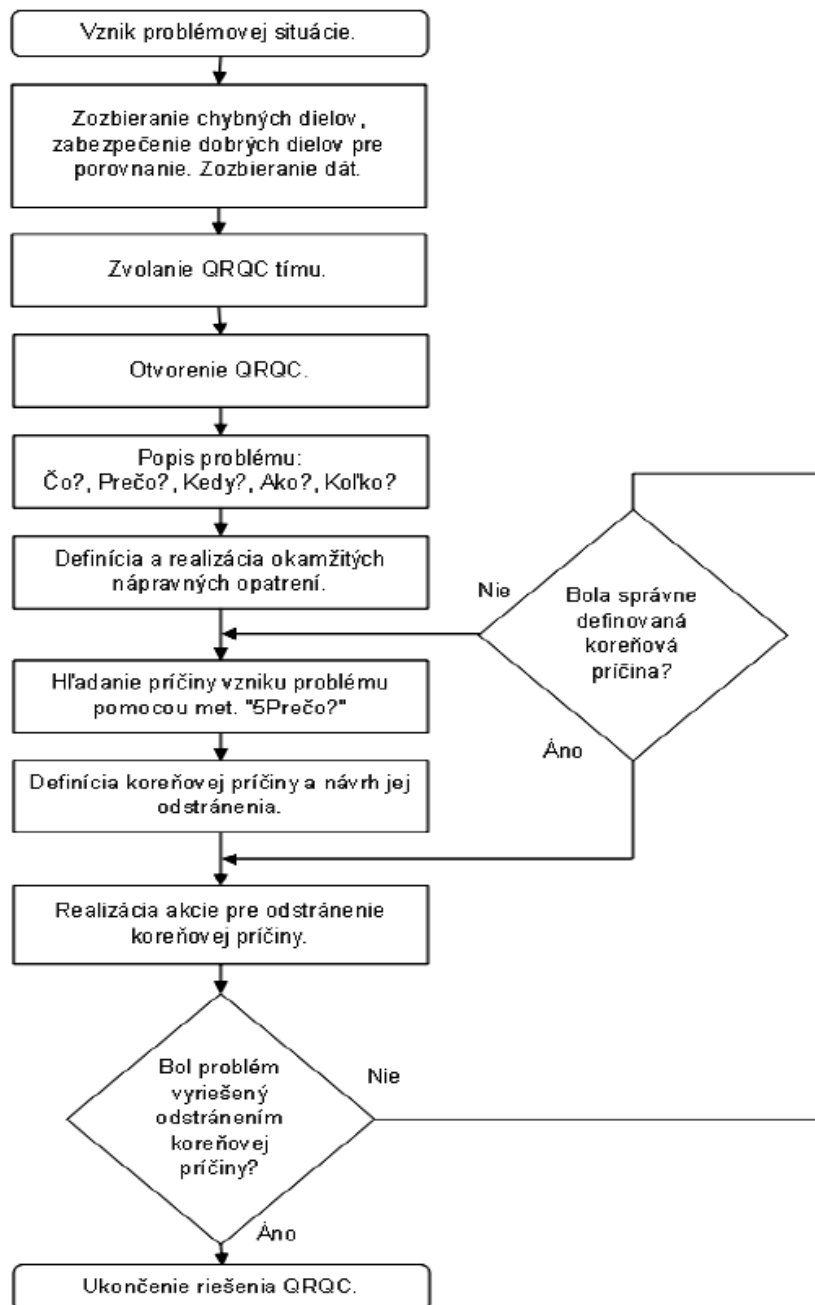 Vznik problémovej situácie.
Zozbieranie chybných dielov,
zabezpečenie dobrých dielov pre
porovnanie. Zozbieranie dát.
Zvolanie QRQC tímu.
Otvorenie QRQC.
Popis problému:
Čo?, Prečo?, Kedy?, Ako?, Koľko?
Definícia a realizácia okamžitých
nápravných opatrení.
Nie
Bola správne
definovaná
koreňová
príčina?
Áno
Hľadanie príčiny vzniku problému
pomocou met. "5Prečo?"
Definícia koreňovej príčiny a návrh jej
odstránenia.
Realizácia akcie pre odstránenie
koreňovej príčiny.
Bol problém
vyriešený
odstránením
koreňovej
príčiny?
Nie
Áno
Ukončenie riešenia QRQC.